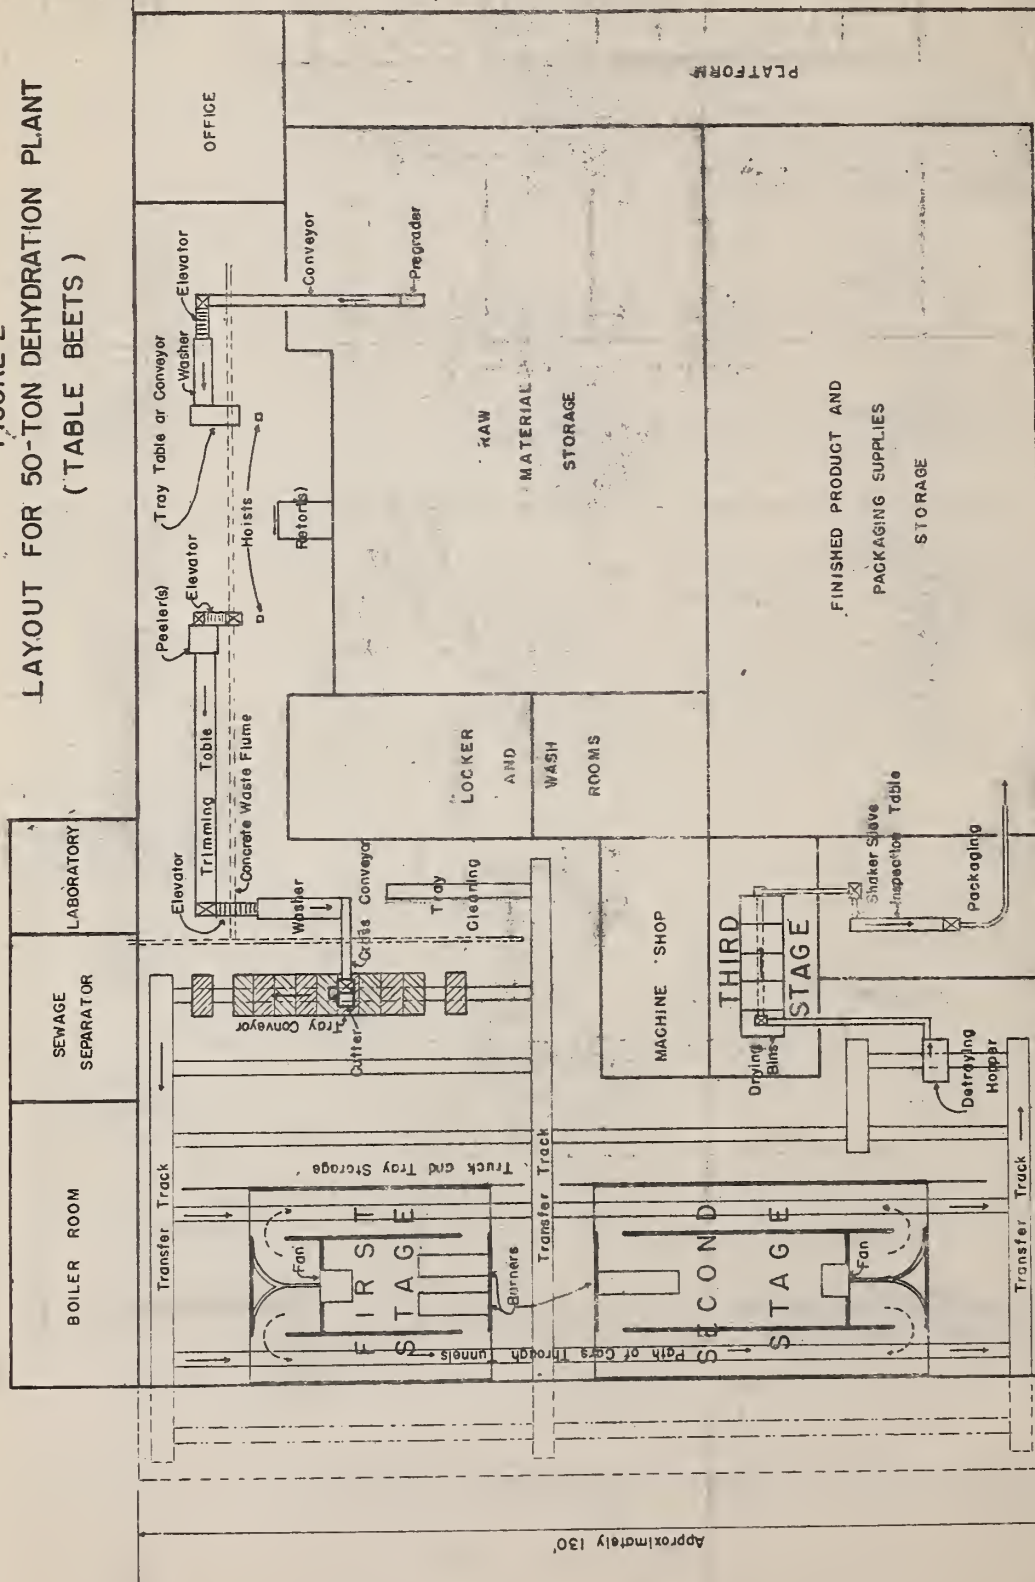 FIGURE 2
LAYOUT FOR 50-TON DEHYDRATION PLANT
(TABLE BEETS)
BOILER ROOM
SEWAGE
SEPARATOR
LABORATORY
OFFICE
PLATFORM
Transfer Track
Elevator
Trimming Table
Concrete Waste Flume
Peeler(s)
Elevator
Tray Table or Conveyor
Washer
Elevator
Hoists
Retort(s)
Conveyor
Pregrader
Washer
Cross Conveyor
Tray Conveyor
Cutter
Tray
Cleaning
Truck and Tray Storage
Fan
FIRST
STAGE
Burners
Path of Cars Through Tunnels
Transfer Track
LOCKER
AND
WASH
ROOMS
RAW
MATERIAL
STORAGE
MACHINE SHOP
THIRD
STAGE
Drying
Bins
Shaker Sieve
Inspection Table
Packaging
Detraying
Hopper
SECOND
STAGE
Fan
Transfer Track
FINISHED PRODUCT AND
PACKAGING SUPPLIES
STORAGE
Approximately 130'